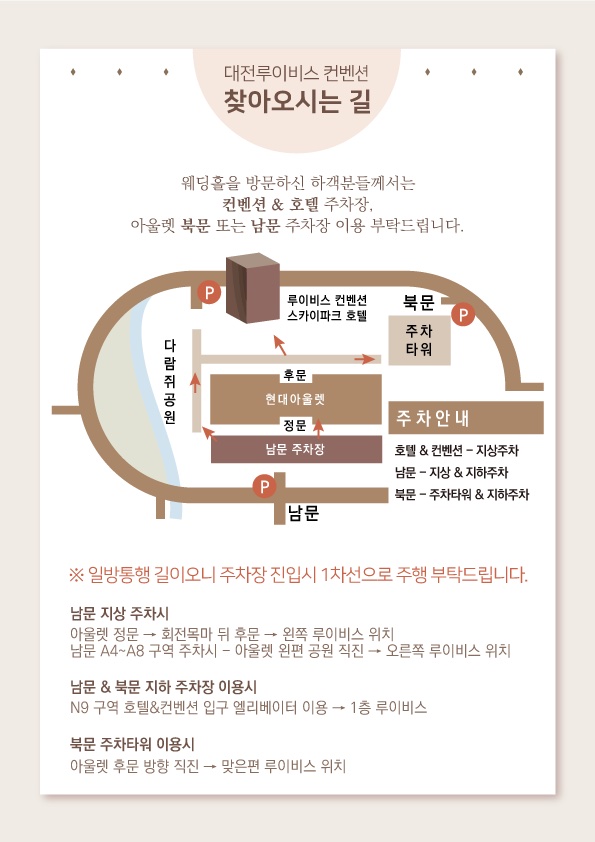 대전루이비스 컨벤션
찾아오시는 길
웨딩홀을 방문하신 하객분들께서는
컨벤션 & 호텔 주차장,
아울렛 북문 또는 남문 주차장 이용 부탁드립니다.
P
루이비스 컨벤션
스카이파크 호텔
북문
P
주차
타워
다람쥐공원
후문
현대아울렛
정문
남문 주차장
P
남문
주차안내
호텔 & 컨벤션 - 지상주차
남문 - 지상 & 지하주차
북문 - 주차타워 & 지하주차
※ 일방통행 길이오니 주차장 진입시 1차선으로 주행 부탁드립니다.
남문 지상 주차시
아울렛 정문 → 회전목마 뒤 후문 → 왼쪽 루이비스 위치
남문 A4~A8 구역 주차시 - 아울렛 왼편 공원 직진 → 오른쪽 루이비스 위치
남문 & 북문 지하 주차장 이용시
N9 구역 호텔&컨벤션 입구 엘리베이터 이용 → 1층 루이비스
북문 주차타워 이용시
아울렛 후문 방향 직진 → 맞은편 루이비스 위치